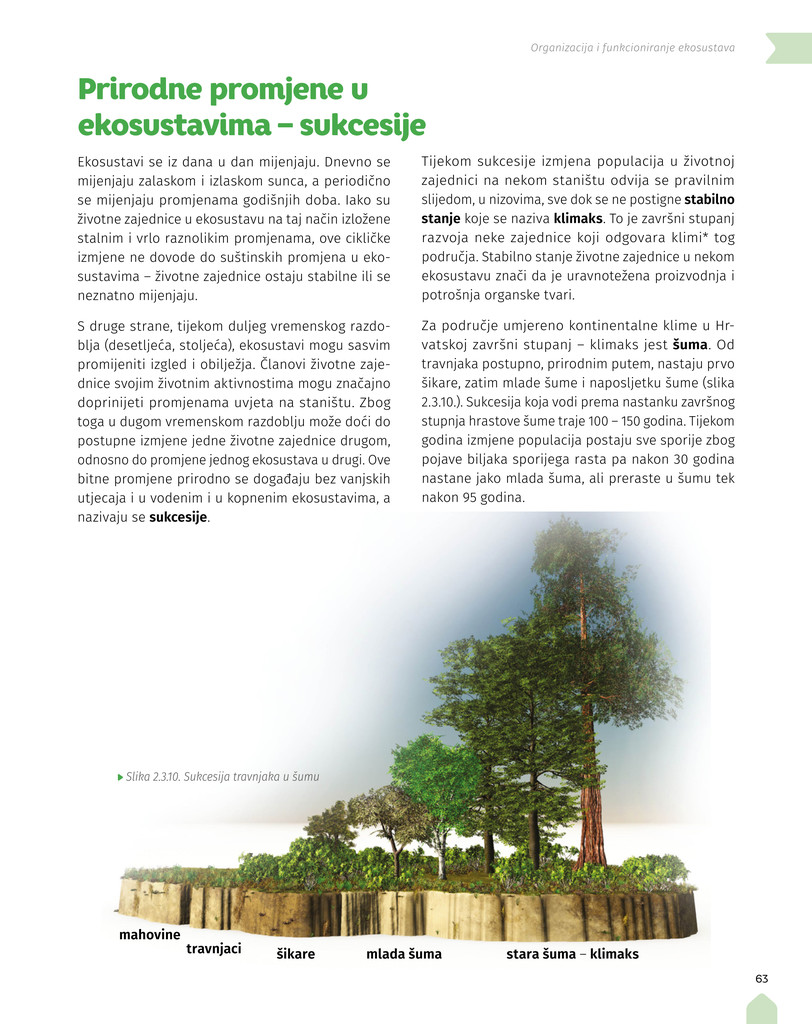 Organizacija i funkcioniranje ekosustava
Prirodne promjene u
ekosustavima – sukcesije
Ekosustavi se iz dana u dan mijenjaju. Dnevno se
mijenjaju zalaskom i izlaskom sunca, a periodično
se mijenjaju promjenama godišnjih doba. Iako su
životne zajednice u ekosustavu na taj način izložene
stalnim i vrlo raznolikim promjenama, ove cikličke
izmjene ne dovode do suštinskih promjena u eko-
sustavima – životne zajednice ostaju stabilne ili se
neznatno mijenjaju.
S druge strane, tijekom duljeg vremenskog razdo-
blja (desetljeća, stoljeća), ekosustavi mogu sasvim
promijeniti izgled i obilježja. Članovi životne zaje-
dnice svojim životnim aktivnostima mogu značajno
doprinijeti promjenama uvjeta na staništu. Zbog
toga u dugom vremenskom razdoblju može doći do
postupne izmjene jedne životne zajednice drugom,
odnosno do promjene jednog ekosustava u drugi. Ove
bitne promjene prirodno se događaju bez vanjskih
utjecaja i u vodenim i u kopnenim ekosustavima, a
nazivaju se sukcesije.
Tijekom sukcesije izmjena populacija u životnoj
zajednici na nekom staništu odvija se pravilnim
slijedom, u nizovima, sve dok se ne postigne stabilno
stanje koje se naziva klimaks. To je završni stupanj
razvoja neke zajednice koji odgovara klimi* tog
područja. Stabilno stanje životne zajednice u nekom
ekosustavu znači da je uravnotežena proizvodnja i
potrošnja organske tvari.
Za područje umjereno kontinentalne klime u Hr-
vatskoj završni stupanj – klimaks jest šuma. Od
travnjaka postupno, prirodnim putem, nastaju prvo
šikare, zatim mlade šume i naposljetku šume (slika
2.3.10.). Sukcesija koja vodi prema nastanku završnog
stupnja hrastove šume traje 100 – 150 godina. Tijekom
godina izmjene populacija postaju sve sporije zbog
pojave biljaka sporijega rasta pa nakon 30 godina
nastane jako mlada šuma, ali preraste u šumu tek
nakon 95 godina.
Slika 2.3.10. Sukcesija travnjaka u šumu
mahovine
travnjaci
šikare
mlada šuma
stara šuma – klimaks
63